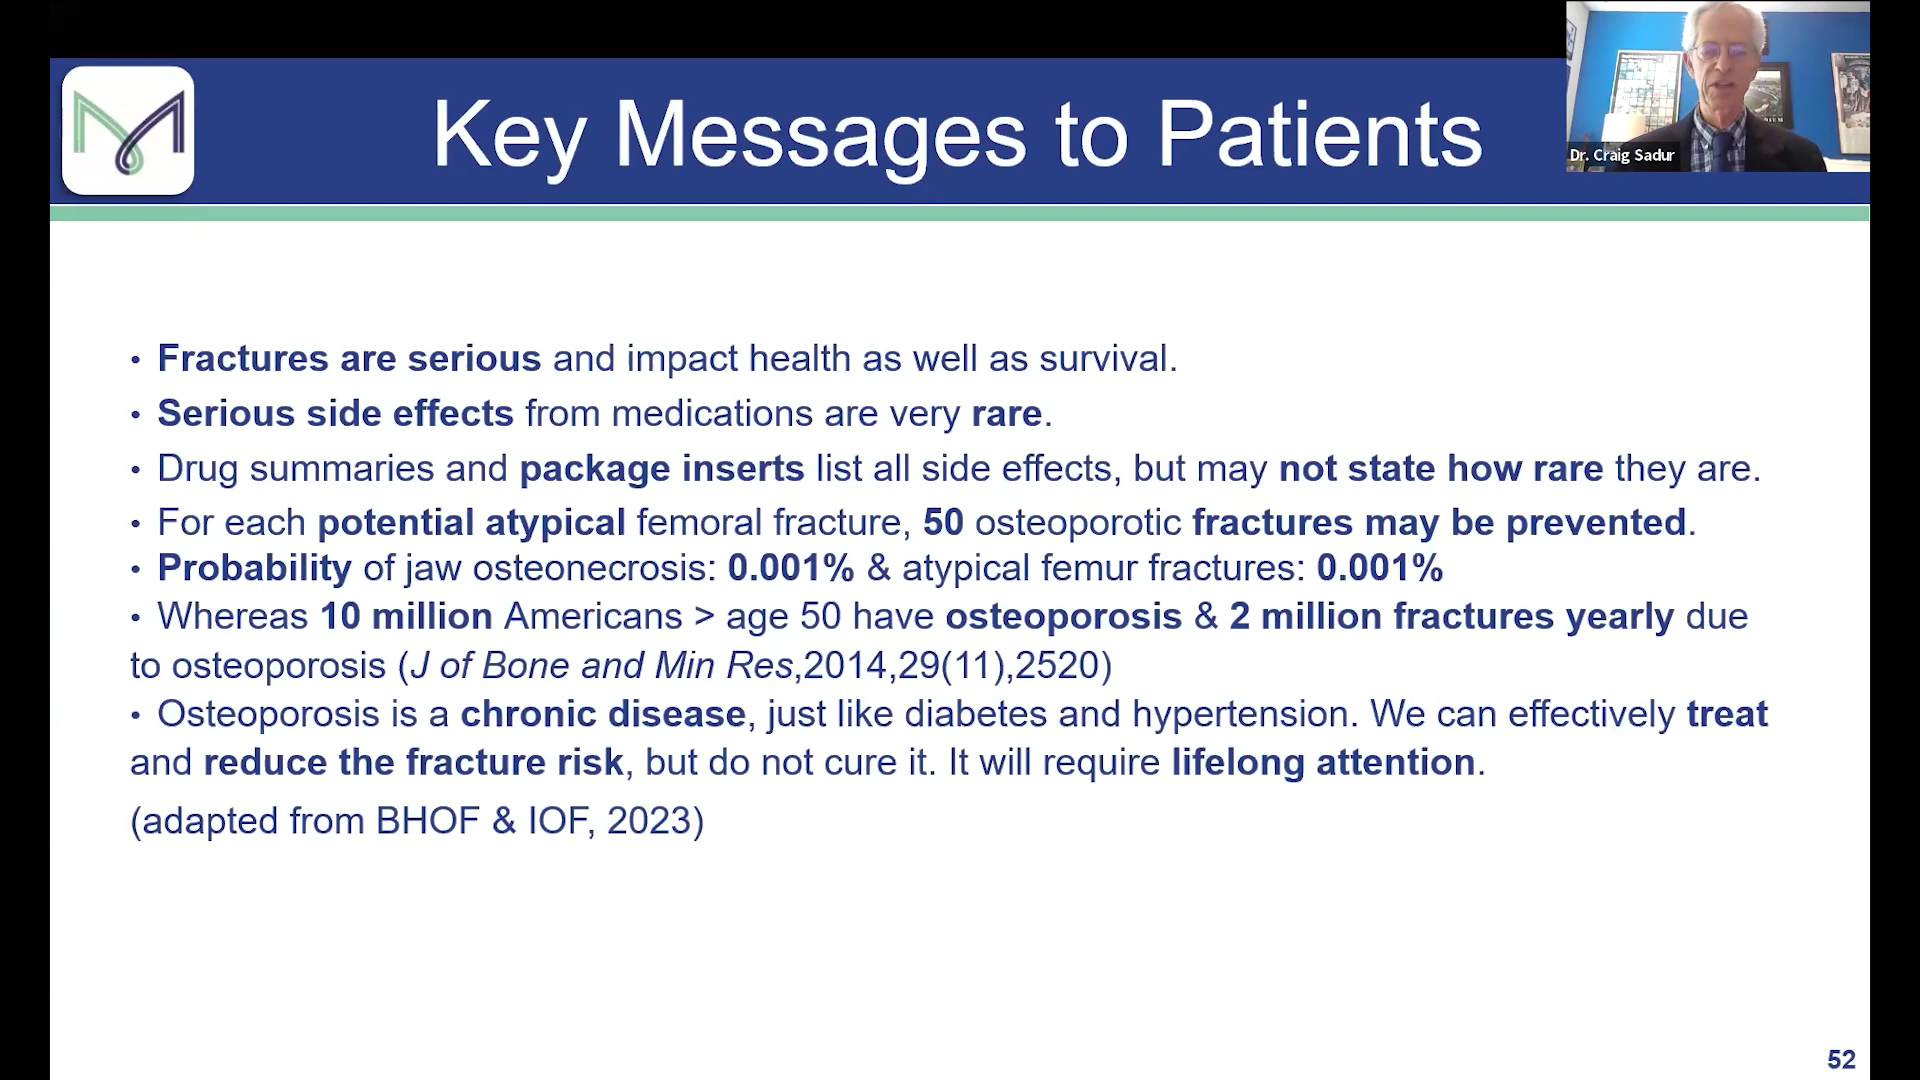 Key Messages to Patients
Dr. Craig Sadur
• Fractures are serious and impact health as well as survival.
• Serious side effects from medications are very rare.
• Drug summaries and package inserts list all side effects, but may not state how rare they are.
• For each potential atypical femoral fracture, 50 osteoporotic fractures may be prevented.
• Probability of jaw osteonecrosis: 0.001% & atypical femur fractures: 0.001%
• Whereas 10 million Americans > age 50 have osteoporosis & 2 million fractures yearly due
to osteoporosis (J of Bone and Min Res,2014,29(11),2520)
• Osteoporosis is a chronic disease, just like diabetes and hypertension. We can effectively treat
and reduce the fracture risk, but do not cure it. It will require lifelong attention.
(adapted from BHOF & IOF, 2023)
52